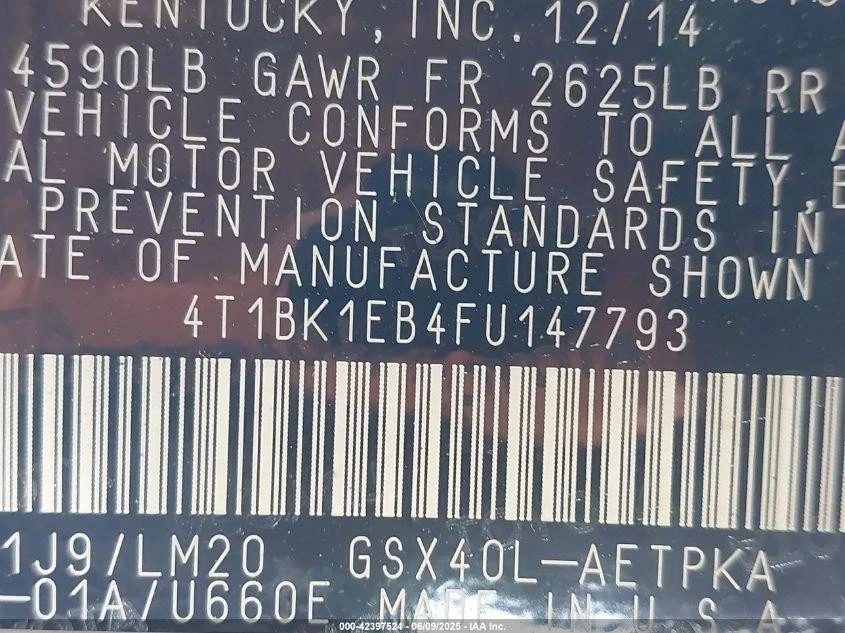 KENTUCKY, INC. 12/14
4590LB GAWR FR 2625LB RR
VEHICLE CONFORMS TO ALL
AL MOTOR VEHICLE SAFETY,
PREVENTION STANDARDS IN
ATE OF MANUFACTURE SHOWN
4T1BK1EB4FU147793
1J9/LM20 GSX40L-AETPKA
-01A/U660E MADE IN U.S.A
000-42397524 - 06/09/2025 - IAA Inc.